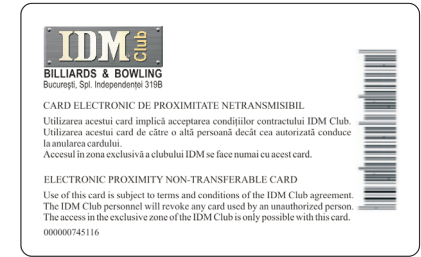 IDM Club
BILLIARDS & BOWLING
București, Spl. Independenței 319B
CARD ELECTRONIC DE PROXIMITATE NETRANSMISIBIL
Utilizarea acestui card implică acceptarea condițiilor contractului IDM Club.
Utilizarea acestui card de către o altă persoană decât cea autorizată conduce
la anularea cardului.
Accesul în zona exclusivă a clubului IDM se face numai cu acest card.
ELECTRONIC PROXIMITY NON-TRANSFERABLE CARD
Use of this card is subject to terms and conditions of the IDM Club agreement.
The IDM Club personnel will revoke any card used by an unauthorized person.
The access in the exclusive zone of the IDM Club is only possible with this card.
000000745116